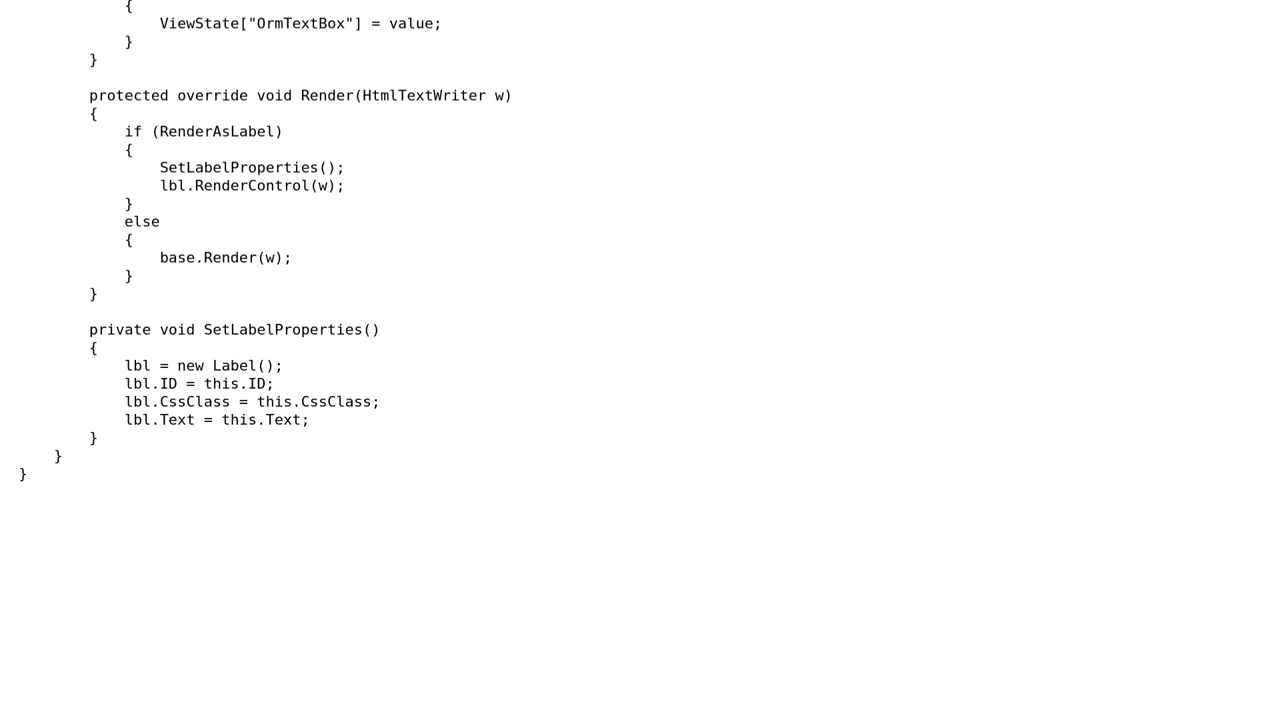 {
                ViewState["OrmTextBox"] = value;
            }
        }

        protected override void Render(HtmlTextWriter w)
        {
            if (RenderAsLabel)
            {
                SetLabelProperties();
                lbl.RenderControl(w);
            }
            else
            {
                base.Render(w);
            }
        }

        private void SetLabelProperties()
        {
            lbl = new Label();
            lbl.ID = this.ID;
            lbl.CssClass = this.CssClass;
            lbl.Text = this.Text;
        }
    }
}